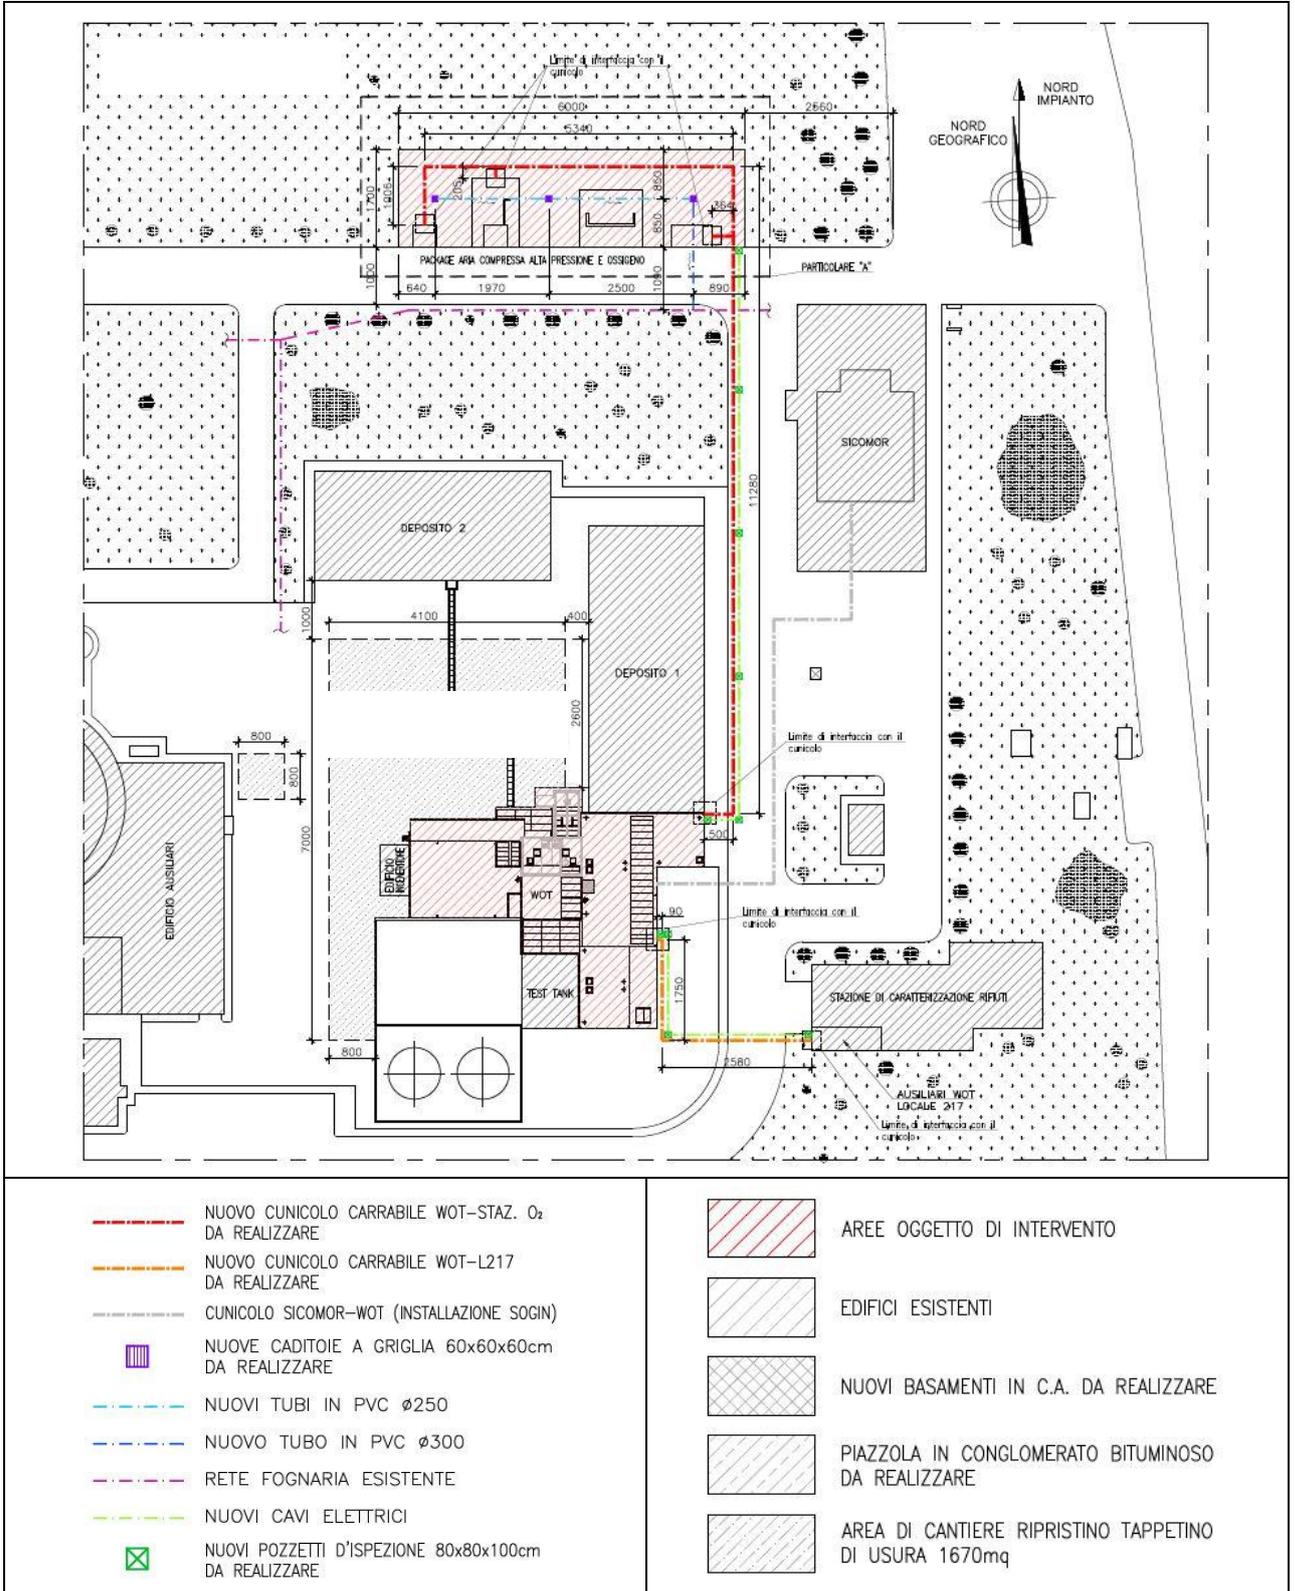 Limite di interfaccia con il
cunicolo
NORD
IMPIANTO
NORD
GEOGRAFICO
6000
2560
5340
1700
1005
205
850
850
364
PACKAGE ARIA COMPRESSA ALTA PRESSIONE E OSSIGENO
PARTICOLARE "A"
1000
1090
640
1970
2500
890
SICOMOR
11280
DEPOSITO 2
1000
4100
400
DEPOSITO 1
2600
800
800
Limite di interfaccia con il
cunicolo
500
7000
EDIFICIO AUSILIARI
WOT
90
Limite di interfaccia con il
cunicolo
1750
TEST TANK
STAZIONE DI CARATTERIZZAZIONE RIFIUTI
800
2580
AUSILIARI WOT
LOCALE 217
Limite di interfaccia con il
cunicolo
NUOVO CUNICOLO CARRABILE WOT-STAZ. O₂
DA REALIZZARE
NUOVO CUNICOLO CARRABILE WOT-L217
DA REALIZZARE
CUNICOLO SICOMOR-WOT (INSTALLAZIONE SOGIN)
NUOVE CADITOIE A GRIGLIA 60x60x60cm
DA REALIZZARE
NUOVI TUBI IN PVC ø250
NUOVO TUBO IN PVC ø300
RETE FOGNARIA ESISTENTE
NUOVI CAVI ELETTRICI
NUOVI POZZETTI D'ISPEZIONE 80x80x100cm
DA REALIZZARE
AREE OGGETTO DI INTERVENTO
EDIFICI ESISTENTI
NUOVI BASAMENTI IN C.A. DA REALIZZARE
PIAZZOLA IN CONGLOMERATO BITUMINOSO
DA REALIZZARE
AREA DI CANTIERE RIPRISTINO TAPPETINO
DI USURA 1670mq